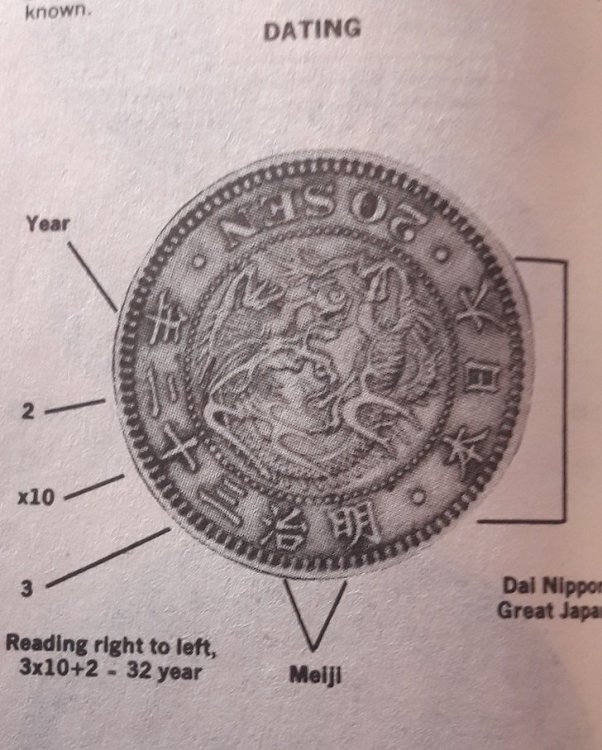 known.
DATING
Year
20 SEN
大日本
明治三十二年
2
x10
3
Dai Nippon
Great Japan
Reading right to left,
3x10+2 - 32 year
Meiji